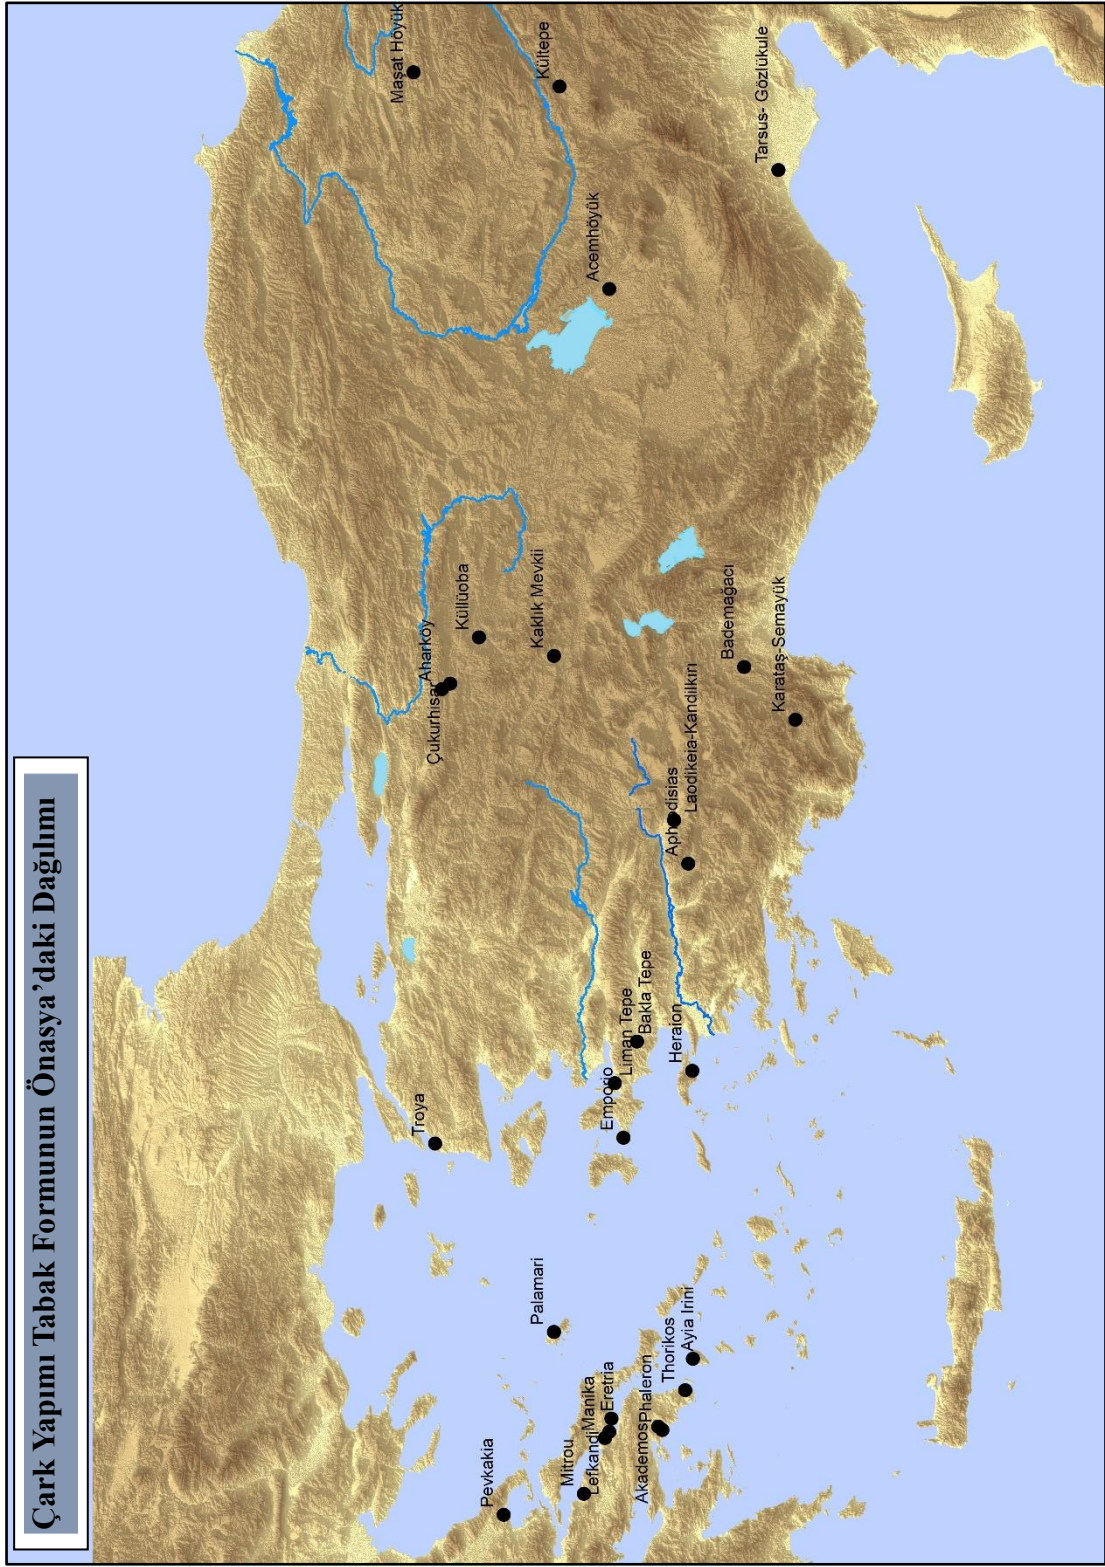 Çark Yapımı Tabak Formunun Önasya’daki Dağılımı
Maşat Höyük
Kültepe
Tarsus- Gözlükule
Acemhöyük
Çukurhisar
Aharköy
Küllüoba
Kaklık Mevkii
Bademağacı
Karataş-Semayük
Aphrodisias
Laodikeia-Kandilkırı
Troya
Emporio
Liman Tepe
Bakla Tepe
Heraion
Palamari
Pevkakia
Mitrou
Lefkandi
Manika
Eretria
Akademos
Phaleron
Thorikos
Ayia Irini